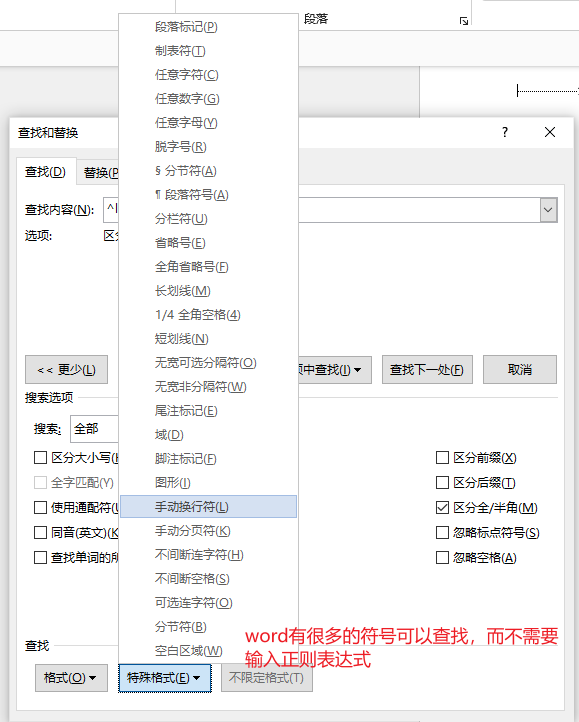 段落
查找和替换
?
查找(D)
替换(P
查找内容(N):
^l
选项:
区分
段落标记(P)
制表符(T)
任意字符(C)
任意数字(G)
任意字母(Y)
脱字号(R)
§ 分节符(A)
¶ 段落符号(A)
分栏符(U)
省略号(E)
全角省略号(F)
长划线(M)
1/4 全角空格(4)
短划线(N)
无宽可选分隔符(O)
无宽非分隔符(W)
尾注标记(E)
域(D)
脚注标记(F)
图形(I)
手动换行符(L)
手动分页符(K)
不间断连字符(H)
不间断空格(S)
可选连字符(O)
分节符(B)
空白区域(W)
<< 更少(L)
项中查找(I)
查找下一处(F)
取消
搜索选项
搜索:
全部
区分大小写(H
全字匹配(Y)
使用通配符(U
同音(英文)(K)
查找单词的所
区分前缀(X)
区分后缀(T)
区分全/半角(M)
忽略标点符号(S)
忽略空格(A)
word有很多的符号可以查找，而不需要
输入正则表达式
查找
格式(O)
特殊格式(E)
不限定格式(T)